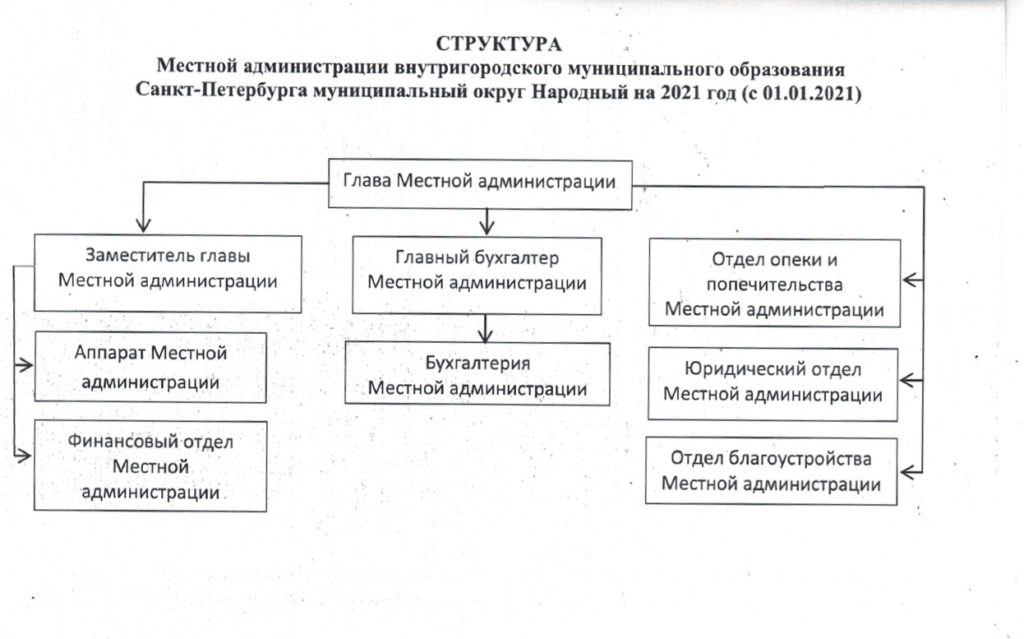 СТРУКТУРА
Местной администрации внутригородского муниципального образования
Санкт-Петербурга муниципальный округ Народный на 2021 год (с 01.01.2021)
Глава Местной администрации
Заместитель главы
Местной администрации
Аппарат Местной
администрации
Финансовый отдел
Местной
администрации
Главный бухгалтер
Местной администрации
Бухгалтерия
Местной администрации
Отдел опеки и
попечительства
Местной администрации
Юридический отдел
Местной администрации
Отдел благоустройства
Местной администрации